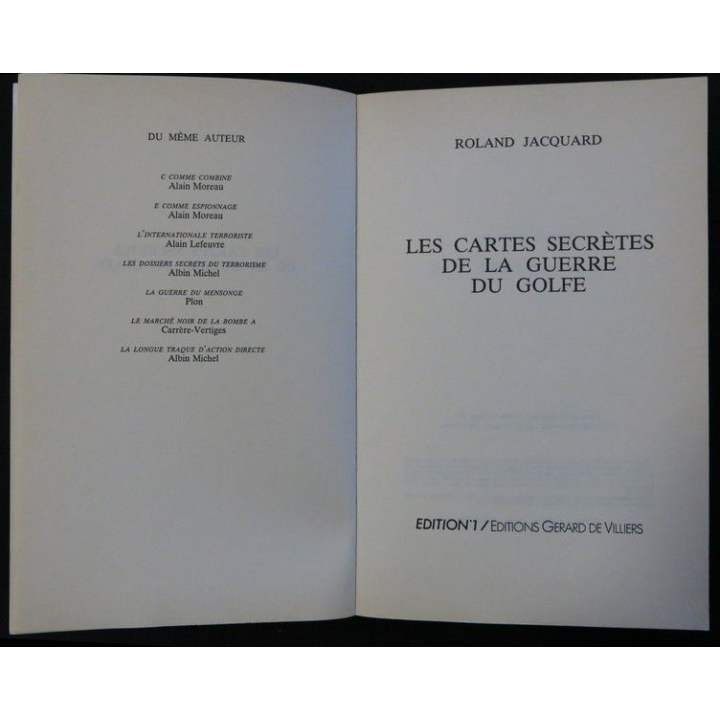 DU MÊME AUTEUR
C COMME COMBINE
Alain Moreau
E COMME ESPIONNAGE
Alain Moreau
L'INTERNATIONALE TERRORISTE
Alain Lefeuvre
LES DOSSIERS SECRETS DU TERRORISME
Albin Michel
LA GUERRE DU MENSONGE
Plon
LE MARCHÉ NOIR DE LA BOMBE A
Carrère-Vertiges
LA LONGUE TRAQUE D'ACTION DIRECTE
Albin Michel
ROLAND JACQUARD
LES CARTES SECRÈTES
DE LA GUERRE
DU GOLFE
EDITION°1 / EDITIONS GERARD DE VILLIERS